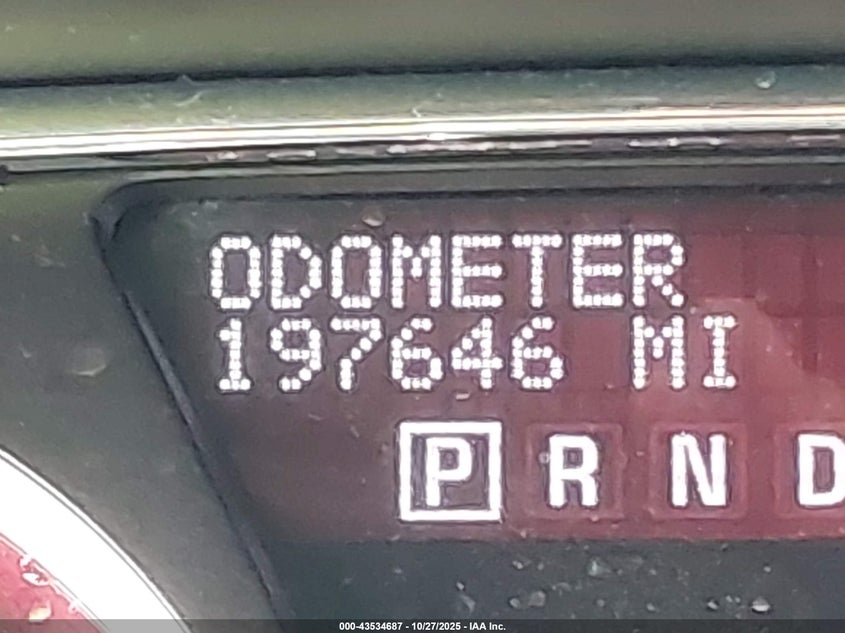 ODOMETER
197646 MI
P R N D
000-43534687 - 10/27/2025 - IAA Inc.